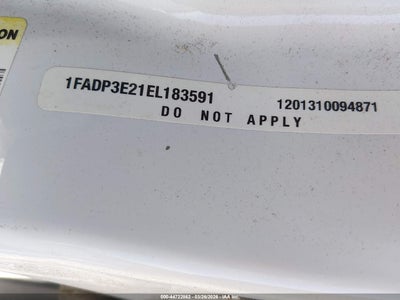 ON
1FADP3E21EL183591
1201310094871
DO NOT APPLY